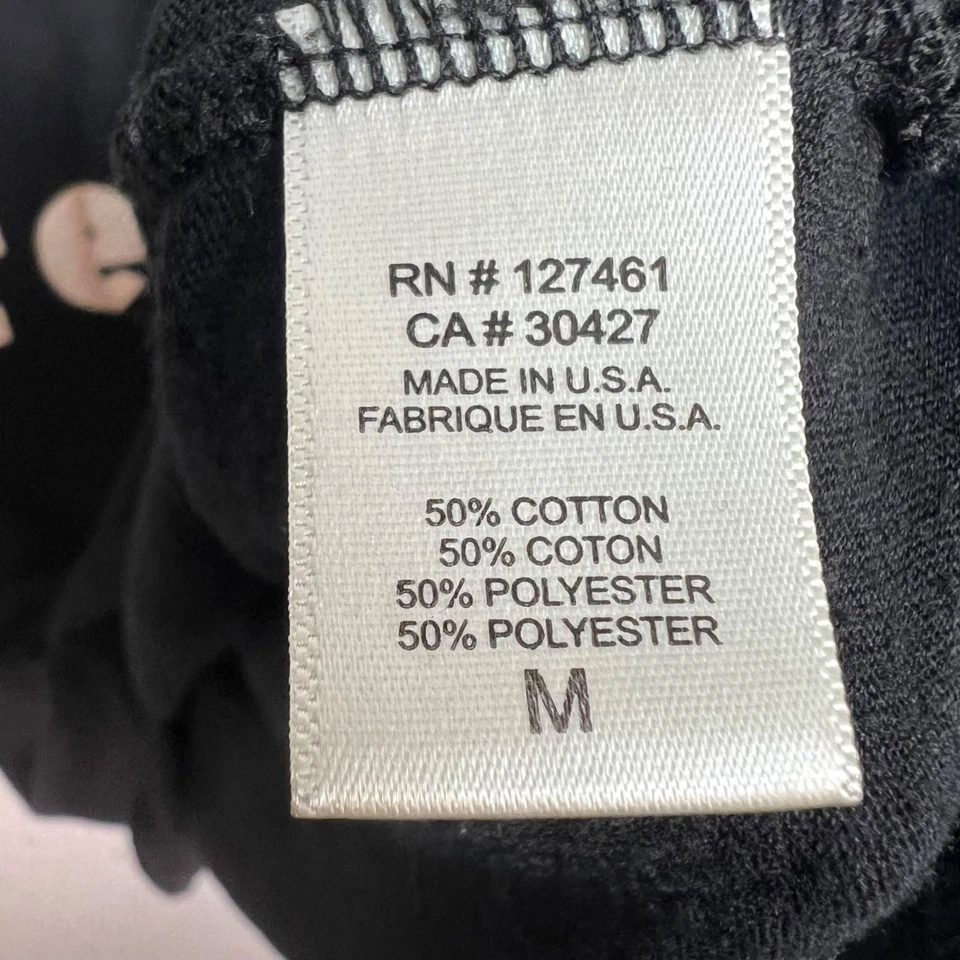 RN # 127461
CA # 30427
MADE IN U.S.A.
FABRIQUE EN U.S.A.
50% COTTON
50% COTON
50% POLYESTER
50% POLYESTER
M